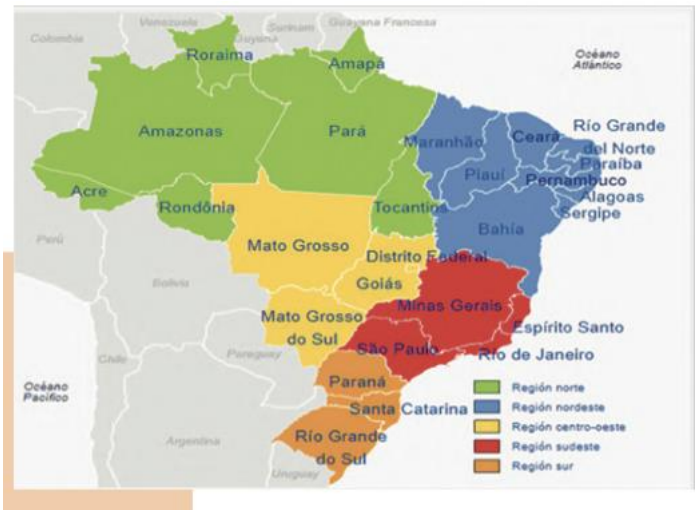 Venezuela
Guayana Francesa
Surinam
Colombia
Guyana
Roraima
Amapá
Océano
Atlántico
Amazonas
Pará
Maranhão
Ceará
Río Grande
del Norte
Paraíba
Piauí
Pernambuco
Alagoas
Sergipe
Acre
Rondônia
Tocantios
Bahía
Perú
Mato Grosso
Distrito Federal
Goiás
Bolivia
Minas Gerais
Mato Grosso
do Sul
Espírito Santo
São Paulo
Río de Janeiro
Paraguay
Chile
Paraná
Océano
Pacífico
Santa Catarina
Río Grande
do Sul
Argentina
Uruguay
Región norte
Región nordeste
Región centro-oeste
Región sudeste
Región sur